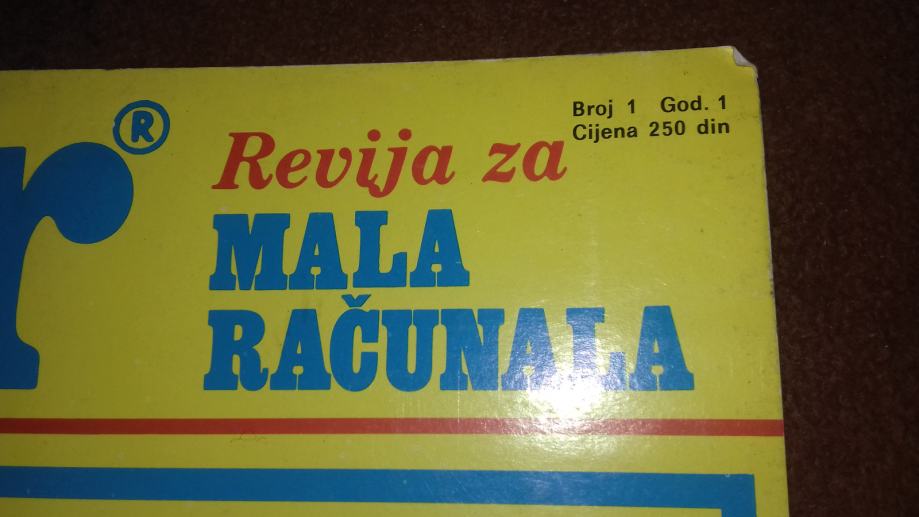 r®
Broj 1 God. 1
Cijena 250 din
Revija za
MALA
RAČUNALA